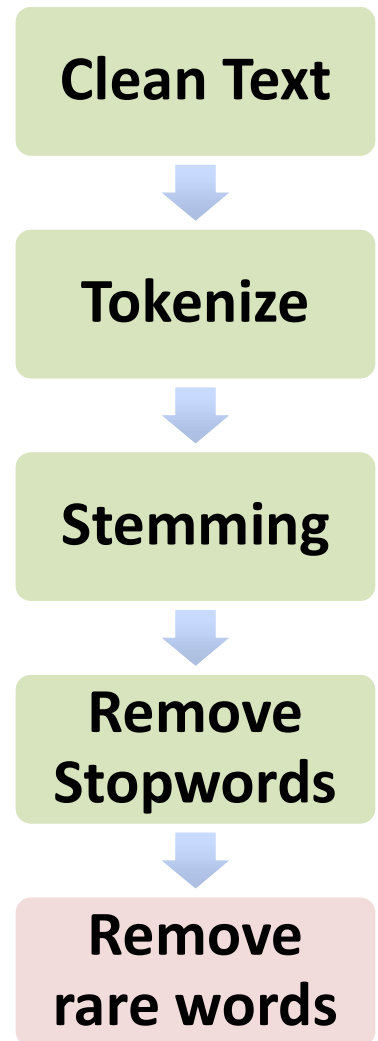 Clean Text
Tokenize
Stemming
Remove
Stopwords
Remove
rare words